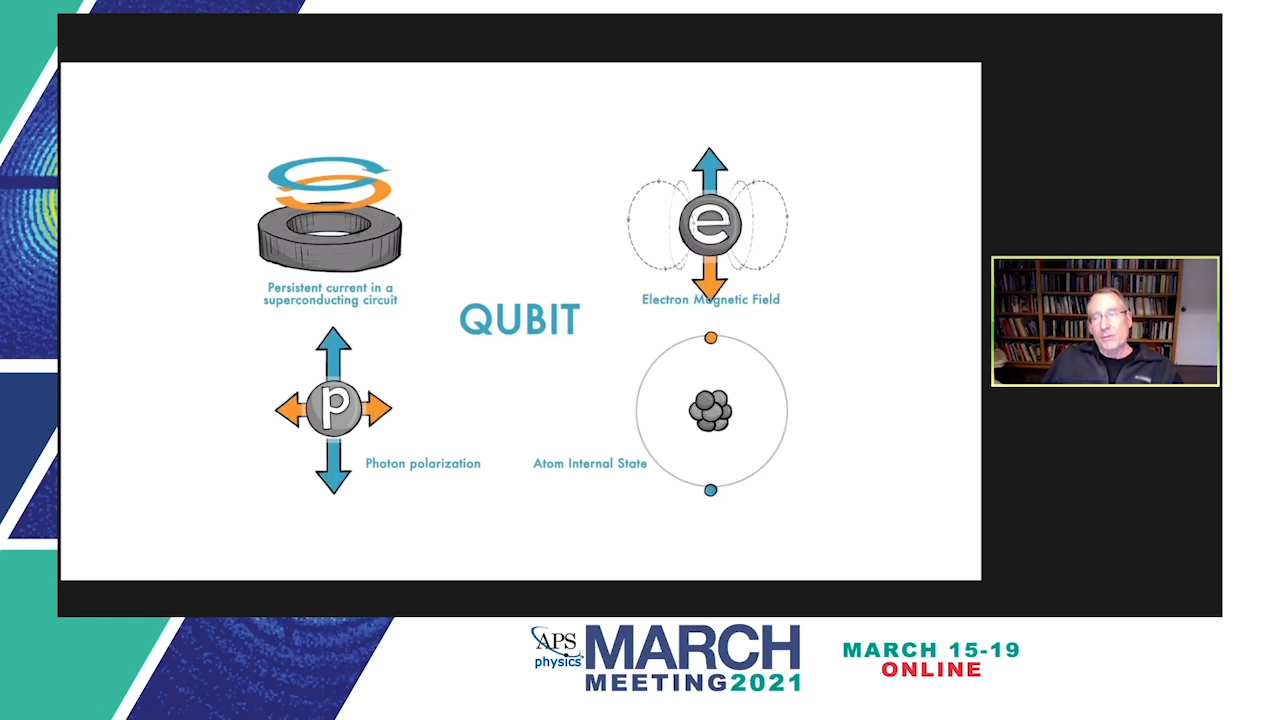 Persistent current in a
superconducting circuit
e
Electron Magnetic Field
QUBIT
p
Photon polarization
Atom Internal State
APS
physics
MARCH
MEETING2021
MARCH 15-19
ONLINE